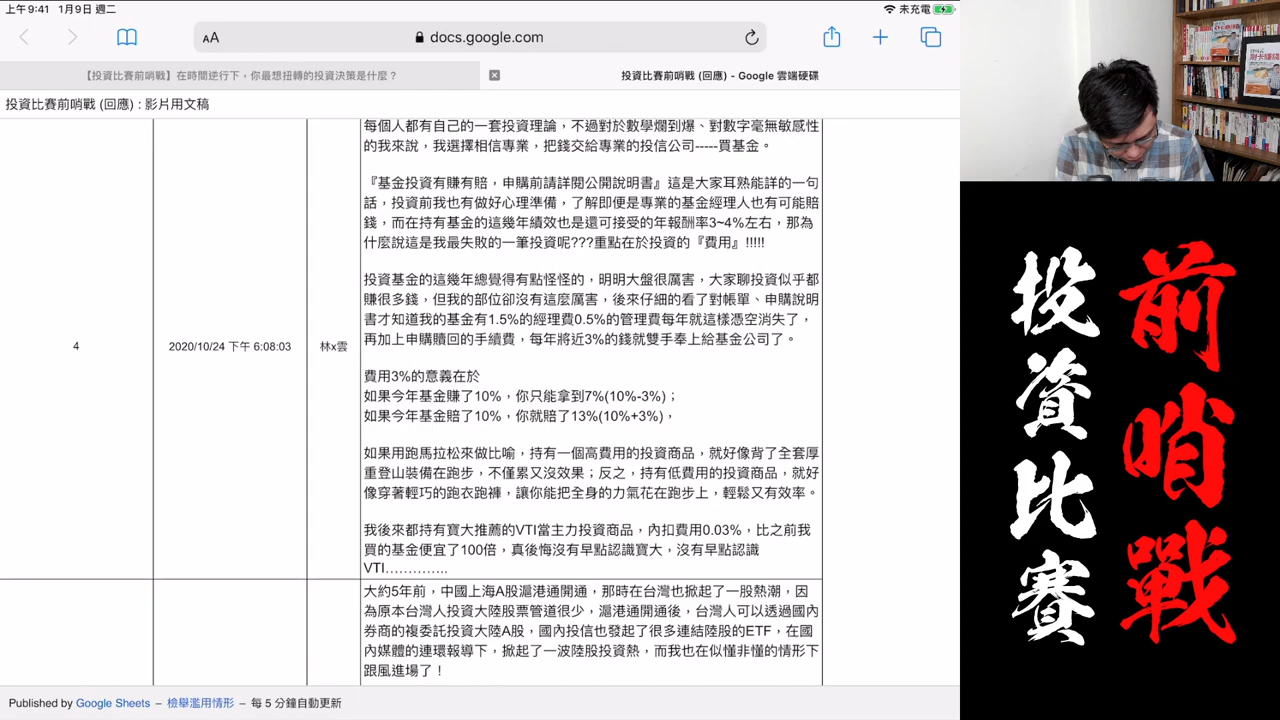 上午9:41 1月9日 週二
未充電
AA
docs.google.com
【投資比賽前哨戰】在時間逆行下，你最想扭轉的投資決策是什麼？
投資比賽前哨戰 (回應) - Google 雲端硬碟
投資比賽前哨戰 (回應) : 影片用文稿
每個人都有自己的一套投資理論，不過對於數學爛到爆、對數字毫無敏感性
的我來說，我選擇相信專業，把錢交給專業的投信公司-----買基金。
『基金投資有賺有賠，申購前請詳閱公開說明書』這是大家耳熟能詳的一句
話，投資前我也有做好心理準備，了解即便是專業的基金經理人也有可能賠
錢，而在持有基金的這幾年績效也是還可接受的年報酬率3~4%左右，那為
什麼說這是我最失敗的一筆投資呢???重點在於投資的『費用』!!!!!
投資基金的這幾年總覺得有點怪怪的，明明大盤很厲害，大家聊投資似乎都
賺很多錢，但我的部位卻沒有這麼厲害，後來仔細的看了對帳單、申購說明
書才知道我的基金有1.5%的經理費0.5%的管理費每年就這樣憑空消失了，
再加上申購贖回的手續費，每年將近3%的錢就雙手奉上給基金公司了。
4
2020/10/24 下午 6:08:03
林x雲
費用3%的意義在於
如果今年基金賺了10%，你只能拿到7%(10%-3%)；
如果今年基金賠了10%，你就賠了13%(10%+3%)，
如果用跑馬拉松來做比喻，持有一個高費用的投資商品，就好像背了全套厚
重登山裝備在跑步，不僅累又沒效果；反之，持有低費用的投資商品，就好
像穿著輕巧的跑衣跑褲，讓你能把全身的力氣花在跑步上，輕鬆又有效率。
我後來都持有寶大推薦的VTI當主力投資商品，內扣費用0.03%，比之前我
買的基金便宜了100倍，真後悔沒有早點認識寶大，沒有早點認識
VTI…………..
大約5年前，中國上海A股滬港通開通，那時在台灣也掀起了一股熱潮，因
為原本台灣人投資大陸股票管道很少，滬港通開通後，台灣人可以透過國內
券商的複委託投資大陸A股，國內投信也發起了很多連結陸股的ETF，在國
內媒體的連環報導下，掀起了一波陸股投資熱，而我也在似懂非懂的情形下
跟風進場了！
Published by Google Sheets – 檢舉濫用情形 – 每 5 分鐘自動更新
前哨戰
投資比賽